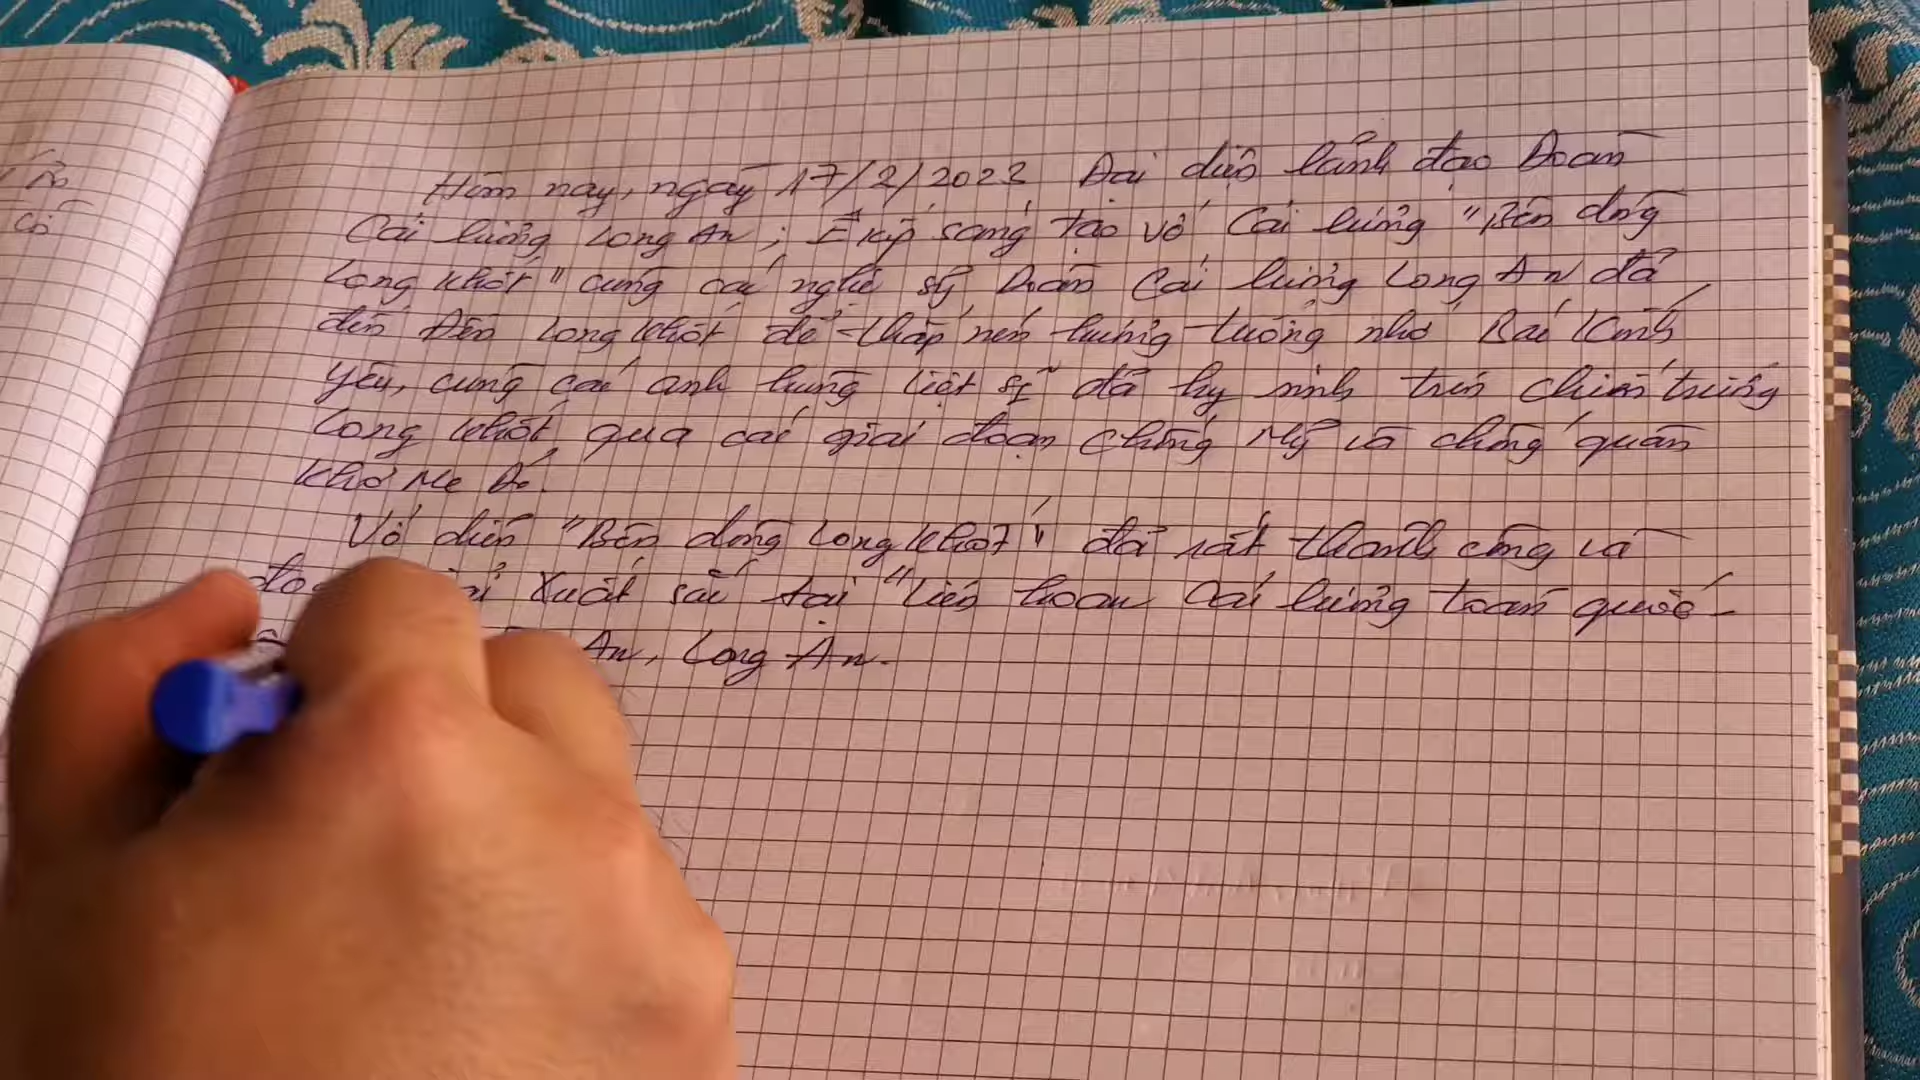 Hôm nay, ngày 17/2/2023 Đại diện lãnh đạo Đoàn
Cải lương Long An; Ê kíp sáng tạo vở Cải lương "Bên dòng
Long Khốt" cùng các nghệ sỹ Đoàn Cải lương Long An đã
đến Đền Long Khốt để thắp nén hương tưởng nhớ Bác Kính
yêu, cùng các anh hùng liệt sĩ đã hy sinh trên chiến trường
Long Khốt qua các giai đoạn chống Mỹ và chống quân
Khơ Me Đỏ.
Vở diễn "Bên dòng Long Khốt" đã rất thành công và
Xuất sắc tại "Liên hoan Cải lương toàn quốc -
An, Long An.